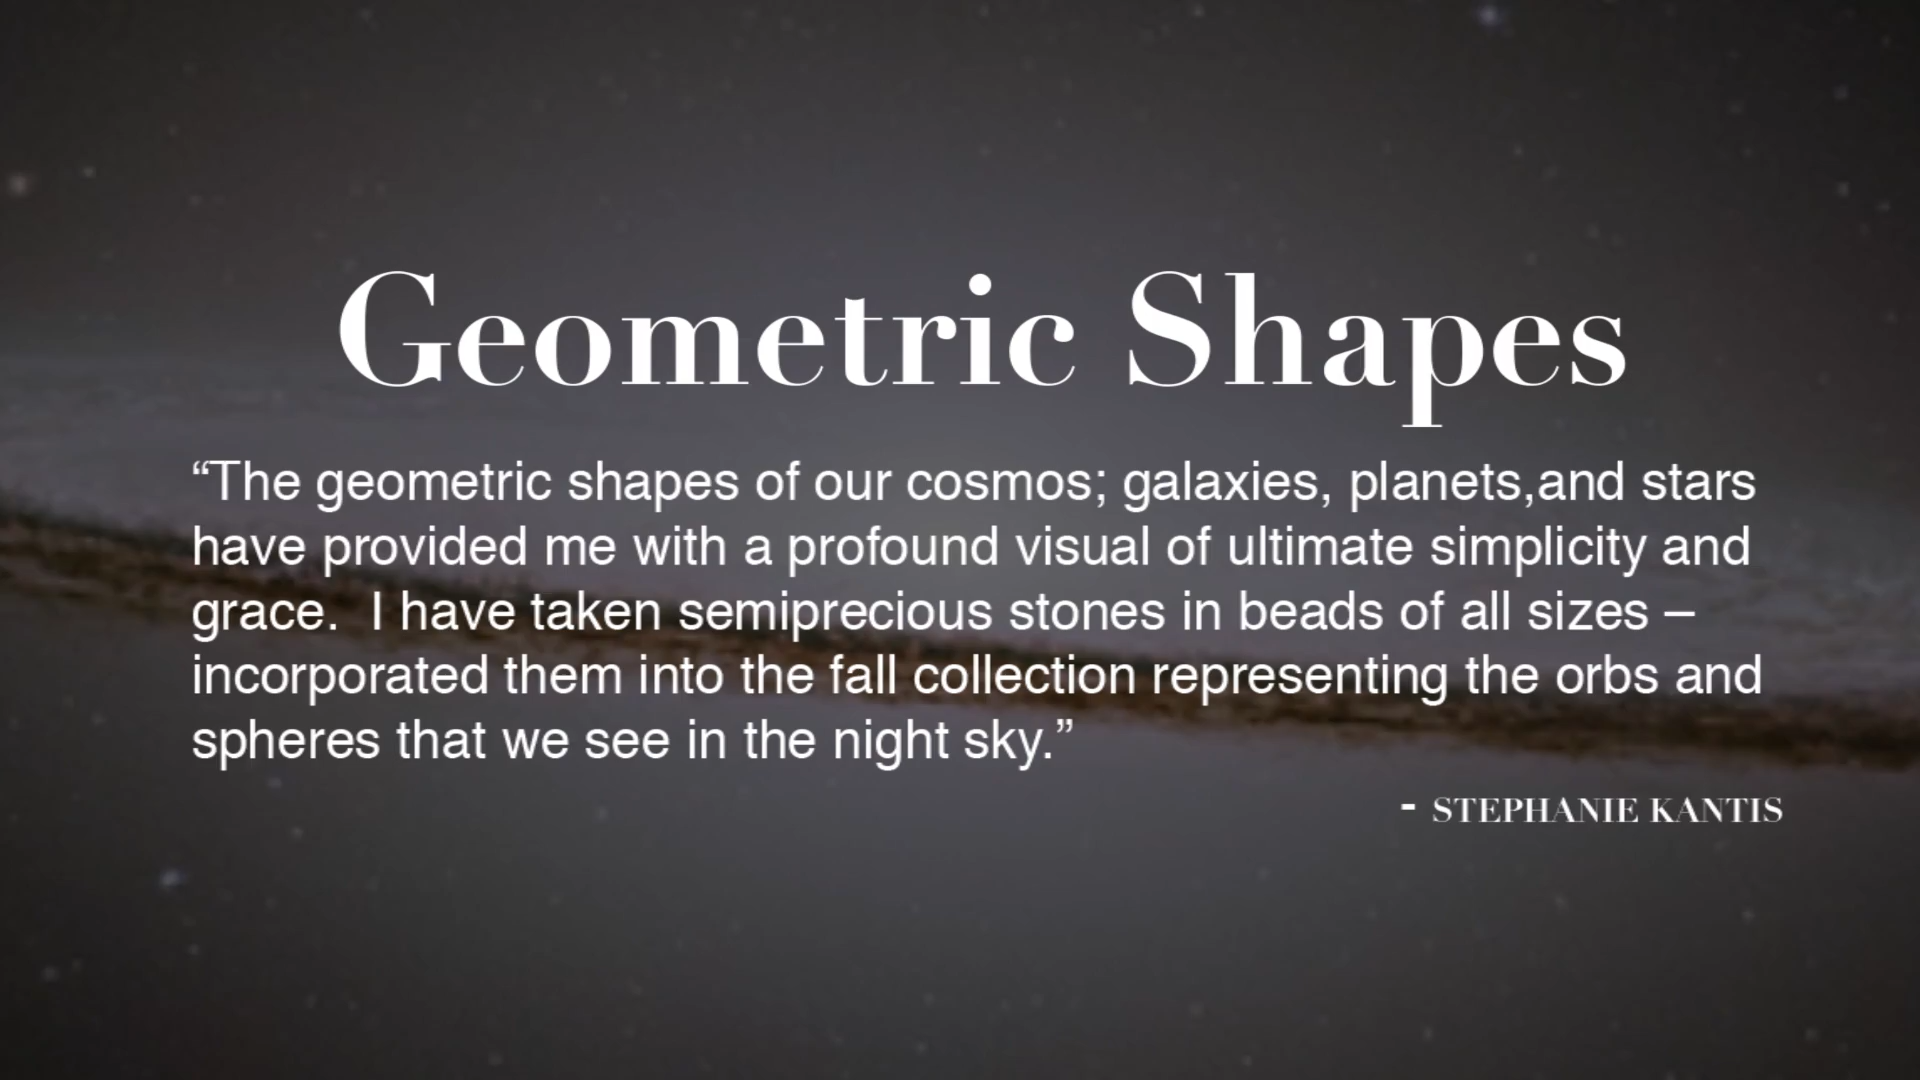 Geometric Shapes
“The geometric shapes of our cosmos; galaxies, planets,and stars
have provided me with a profound visual of ultimate simplicity and
grace.  I have taken semiprecious stones in beads of all sizes –
incorporated them into the fall collection representing the orbs and
spheres that we see in the night sky.”
- STEPHANIE KANTIS